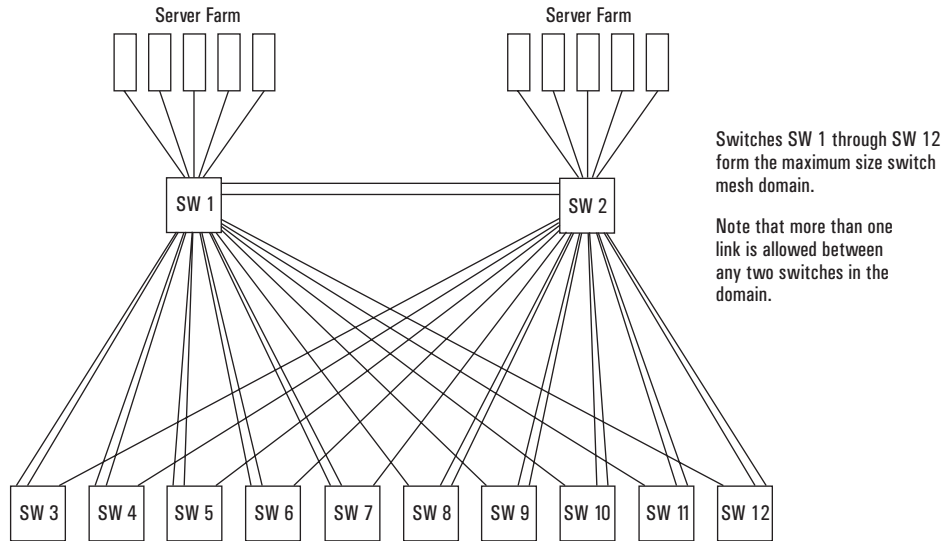 Server Farm
Server Farm
Switches SW 1 through SW 12
form the maximum size switch
mesh domain.
Note that more than one
link is allowed between
any two switches in the
domain.
SW 1
SW 2
SW 3
SW 4
SW 5
SW 6
SW 7
SW 8
SW 9
SW 10
SW 11
SW 12